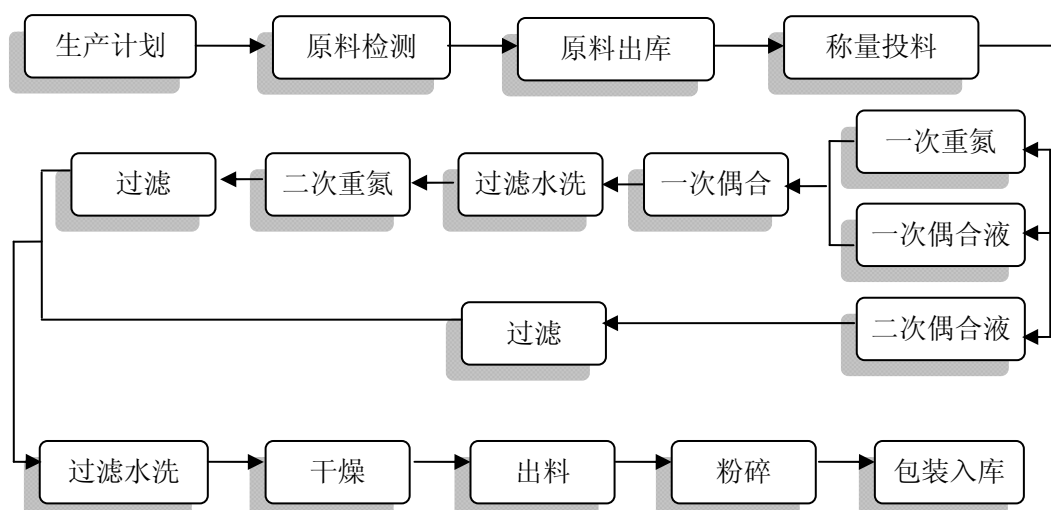 生产计划
原料检测
原料出库
称量投料
一次重氮
过滤
二次重氮
过滤水洗
一次偶合
一次偶合液
二次偶合液
过滤
过滤水洗
干燥
出料
粉碎
包装入库